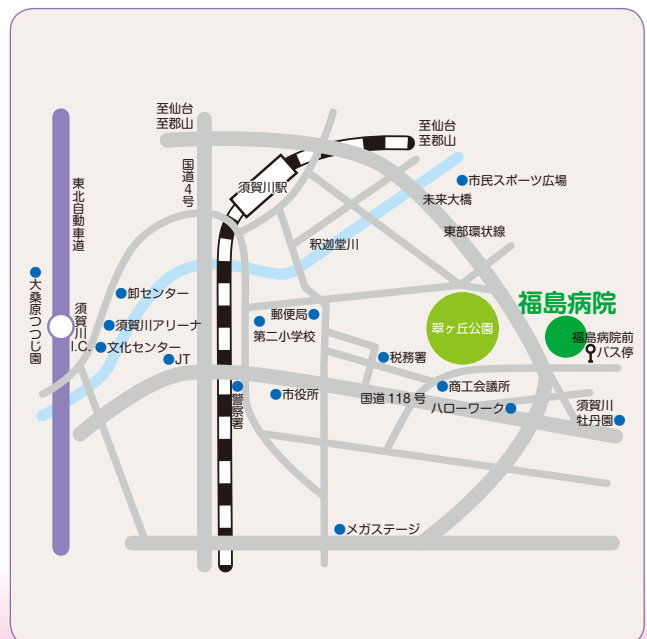 至仙台
至郡山
至仙台
至郡山
国道4号
須賀川駅
東北自動車道
市民スポーツ広場
未来大橋
東部環状線
釈迦堂川
大桑原つつじ園
卸センター
須賀川
I.C.
須賀川アリーナ
文化センター
JT
郵便局
第二小学校
翠ヶ丘公園
福島病院
福島病院前
バス停
税務署
警察署
市役所
国道118号
商工会議所
ハローワーク
須賀川
牡丹園
メガステージ